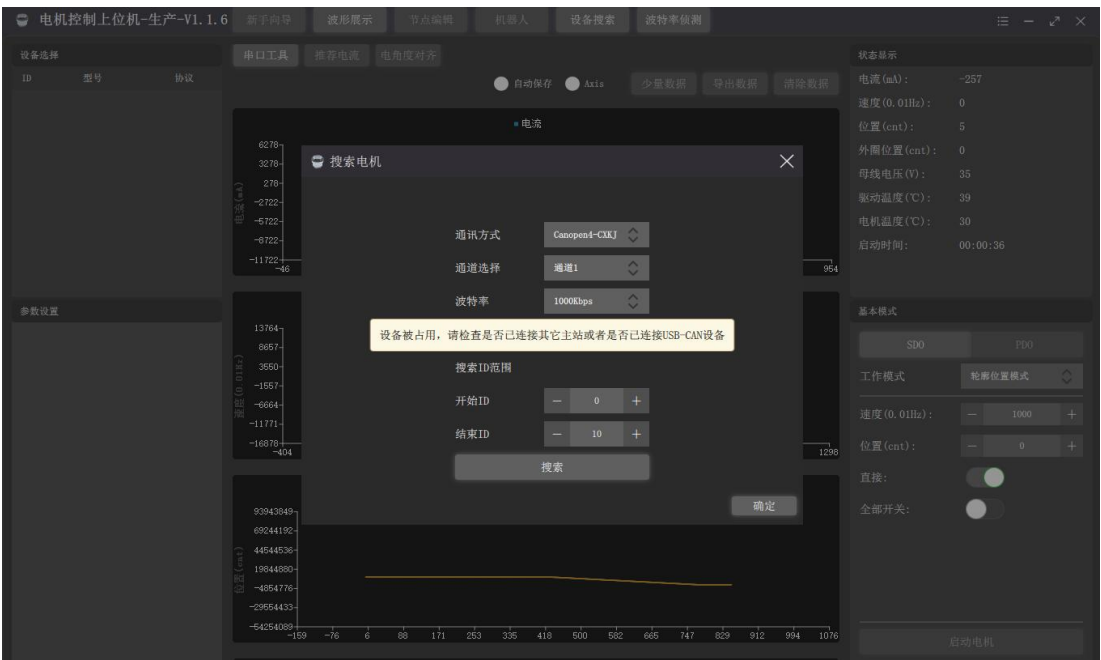 电机控制上位机-生产-V1.1.6 新手向导 波形展示 节点编辑 机器人 设备搜索 波特率侦测
设备选择
ID 型号 协议
参数设置
串口工具 推荐电流 电角度对齐
自动保存 Axis 少量数据 导出数据 清除数据
电流
电流(mA)
6278
3278
278
-2722
-5722
-8722
-11722
-46 954
速度(0.01Hz)
13764
8657
3550
-1557
-6664
-11771
-16878
-404 1298
位置(cnt)
93943849
69244192
44544536
19844880
-4854776
-29554433
-54254089
-159 -76 6 88 171 253 335 418 500 582 665 747 829 912 994 1076
搜索电机
通讯方式 Canopen4-CXKJ
通道选择 通道1
波特率 1000Kbps
设备被占用，请检查是否已连接其它主站或者是否已连接USB-CAN设备
搜索ID范围
开始ID − 0 +
结束ID − 10 +
搜索
确定
状态显示
电流(mA): -257
速度(0.01Hz): 0
位置(cnt): 5
外圈位置(cnt): 0
母线电压(V): 35
驱动温度(℃): 39
电机温度(℃): 30
启动时间: 00:00:36
基本模式
SDO PDO
工作模式 轮廓位置模式
速度(0.01Hz): − 1000 +
位置(cnt): − 0 +
直接:
全部开关:
启动电机